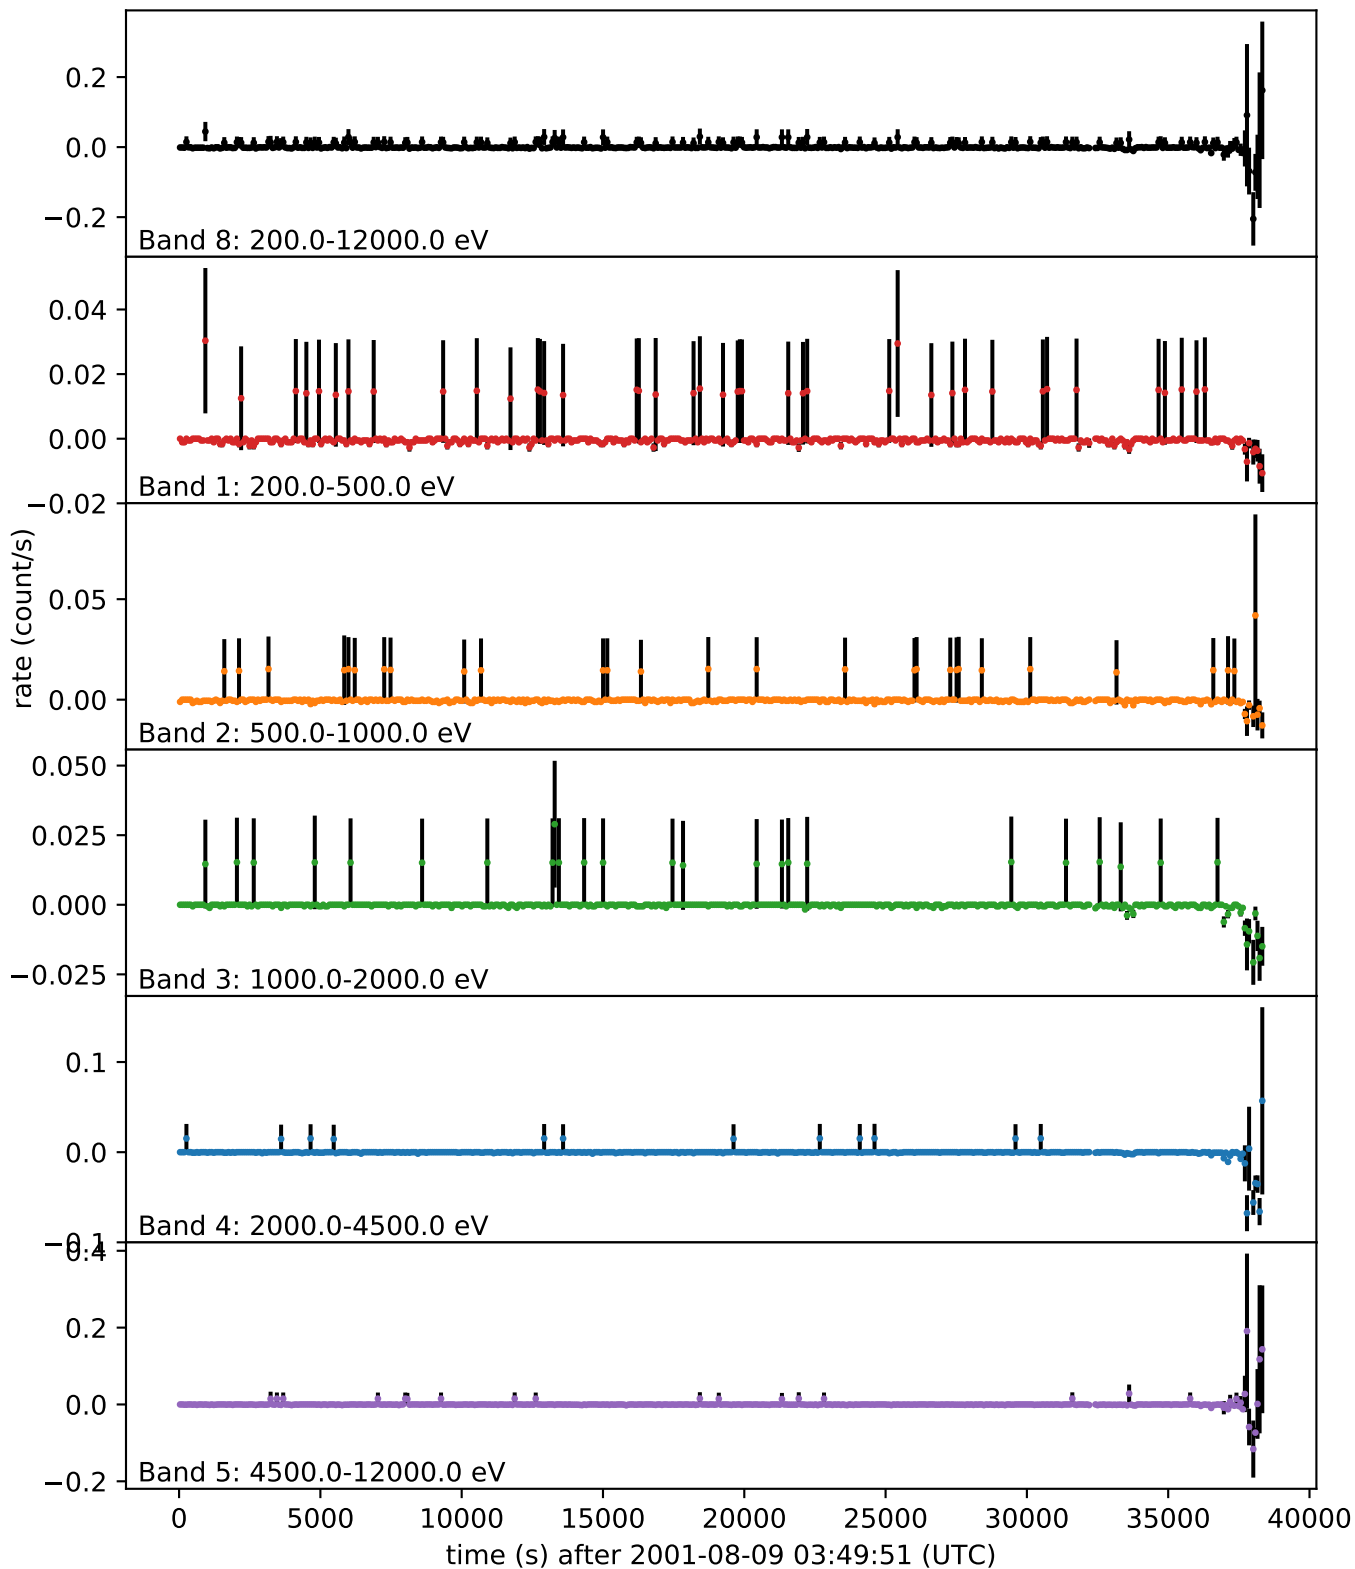 0.2
0.0
−0.2
Band 8: 200.0-12000.0 eV
0.04
0.02
0.00
−0.02
Band 1: 200.0-500.0 eV
rate (count/s)
0.05
0.00
Band 2: 500.0-1000.0 eV
0.050
0.025
0.000
−0.025
Band 3: 1000.0-2000.0 eV
0.1
0.0
−0.1
Band 4: 2000.0-4500.0 eV
0.4
0.2
0.0
−0.2
Band 5: 4500.0-12000.0 eV
0 5000 10000 15000 20000 25000 30000 35000 40000
time (s) after 2001-08-09 03:49:51 (UTC)